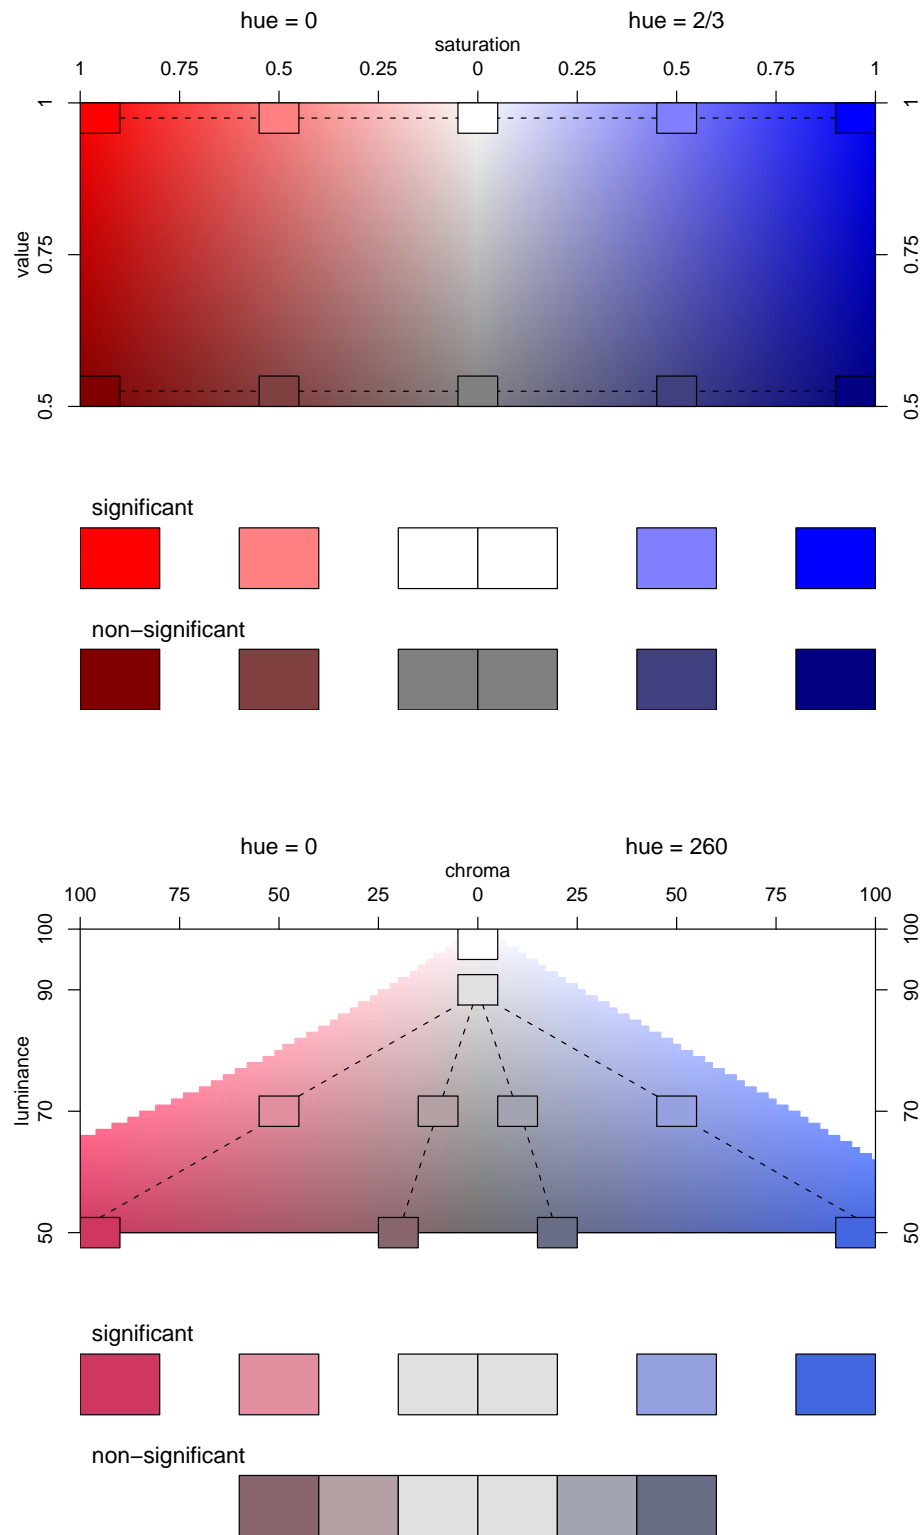 hue = 0 hue = 2/3
saturation
1 0.75 0.5 0.25 0 0.25 0.5 0.75 1
value
1 0.75 0.5
1 0.75 0.5
significant
non−significant
hue = 0 hue = 260
chroma
100 75 50 25 0 25 50 75 100
luminance
100 90 70 50
100 90 70 50
significant
non−significant